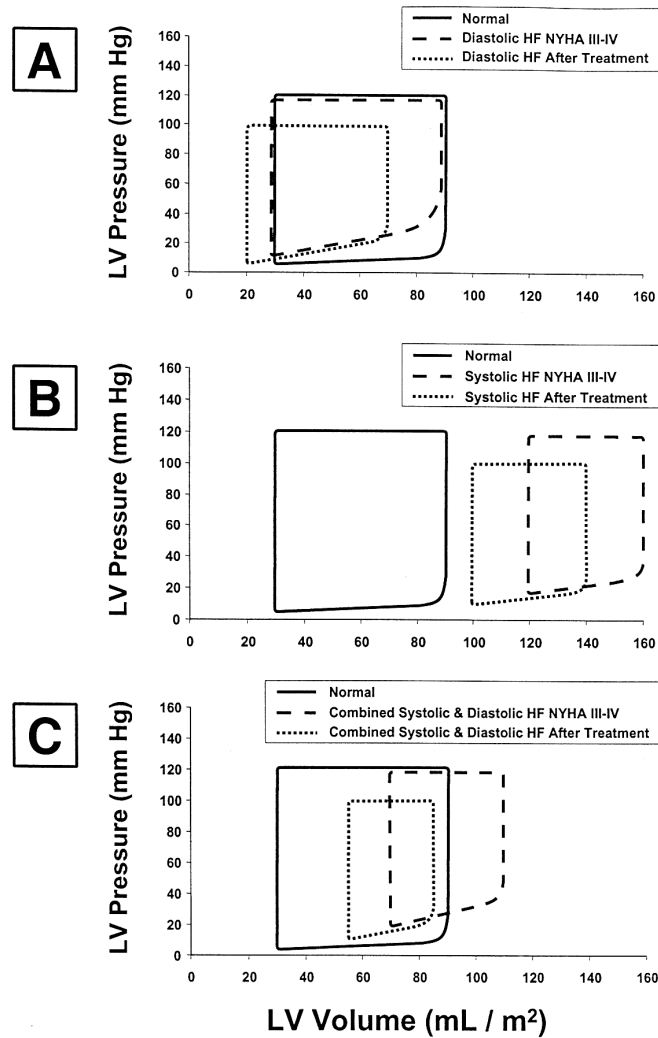 A
Normal
Diastolic HF NYHA III-IV
Diastolic HF After Treatment
LV Pressure (mm Hg)
160
140
120
100
80
60
40
20
0
0 20 40 60 80 100 120 140 160
B
Normal
Systolic HF NYHA III-IV
Systolic HF After Treatment
LV Pressure (mm Hg)
160
140
120
100
80
60
40
20
0
0 20 40 60 80 100 120 140 160
C
Normal
Combined Systolic & Diastolic HF NYHA III-IV
Combined Systolic & Diastolic HF After Treatment
LV Pressure (mm Hg)
160
140
120
100
80
60
40
20
0
0 20 40 60 80 100 120 140 160
LV Volume (mL / m²)